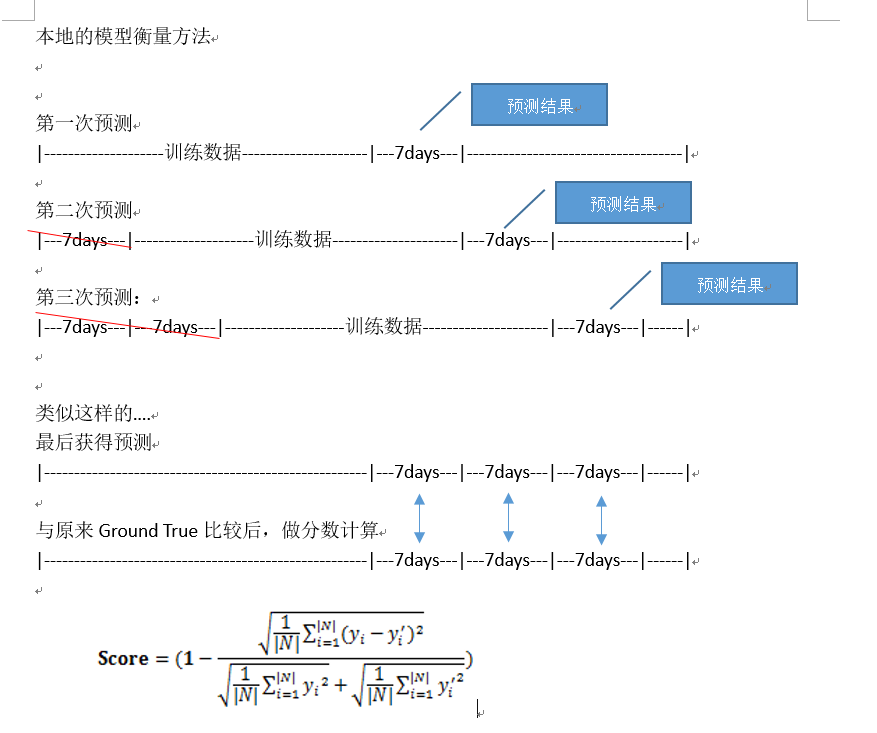 本地的模型衡量方法
预测结果
第一次预测
|--------------------训练数据---------------------|---7days---|------------------------------------|
预测结果
第二次预测
|---7days---|--------------------训练数据---------------------|---7days---|---------------------|
预测结果
第三次预测：
|---7days---|---7days---|--------------------训练数据---------------------|---7days---|------|
类似这样的....
最后获得预测
|------------------------------------------------------|---7days---|---7days---|---7days---|------|
与原来 Ground True 比较后，做分数计算
|------------------------------------------------------|---7days---|---7days---|---7days---|------|
Score = (1 − \frac{\sqrt{\frac{1}{|N|}\sum_{i=1}^{|N|}(y_i − y_i')^2}}{\sqrt{\frac{1}{|N|}\sum_{i=1}^{|N|}y_i^2} + \sqrt{\frac{1}{|N|}\sum_{i=1}^{|N|}y_i'^2}})